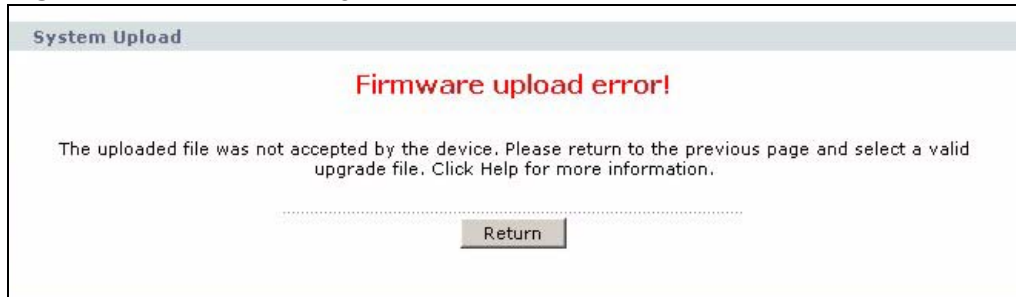 System Upload
Firmware upload error!
The uploaded file was not accepted by the device. Please return to the previous page and select a valid
upgrade file. Click Help for more information.
Return